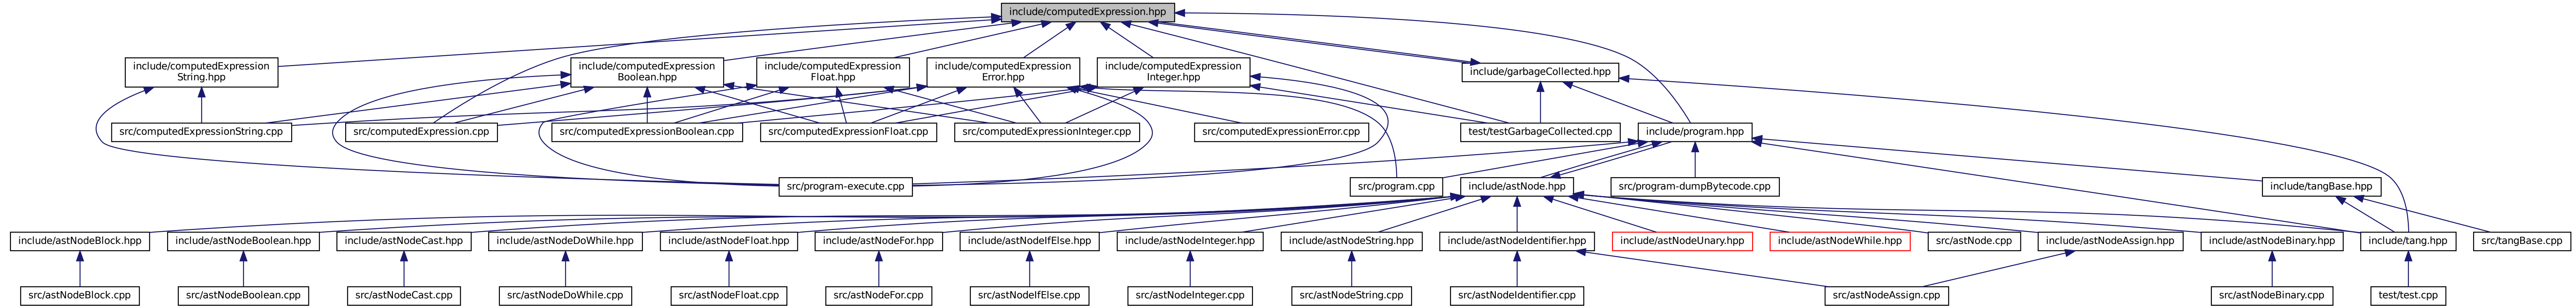 include/computedExpression.hpp
include/computedExpression
String.hpp
include/computedExpression
Boolean.hpp
include/computedExpression
Float.hpp
include/computedExpression
Error.hpp
include/computedExpression
Integer.hpp
include/garbageCollected.hpp
src/computedExpressionString.cpp
src/computedExpression.cpp
src/computedExpressionBoolean.cpp
src/computedExpressionFloat.cpp
src/computedExpressionInteger.cpp
src/computedExpressionError.cpp
test/testGarbageCollected.cpp
include/program.hpp
src/program-execute.cpp
src/program.cpp
include/astNode.hpp
src/program-dumpBytecode.cpp
include/tangBase.hpp
include/astNodeBlock.hpp
include/astNodeBoolean.hpp
include/astNodeCast.hpp
include/astNodeDoWhile.hpp
include/astNodeFloat.hpp
include/astNodeFor.hpp
include/astNodeIfElse.hpp
include/astNodeInteger.hpp
include/astNodeString.hpp
include/astNodeIdentifier.hpp
include/astNodeUnary.hpp
include/astNodeWhile.hpp
src/astNode.cpp
include/astNodeAssign.hpp
include/astNodeBinary.hpp
include/tang.hpp
src/tangBase.cpp
src/astNodeBlock.cpp
src/astNodeBoolean.cpp
src/astNodeCast.cpp
src/astNodeDoWhile.cpp
src/astNodeFloat.cpp
src/astNodeFor.cpp
src/astNodeIfElse.cpp
src/astNodeInteger.cpp
src/astNodeString.cpp
src/astNodeIdentifier.cpp
src/astNodeAssign.cpp
src/astNodeBinary.cpp
test/test.cpp